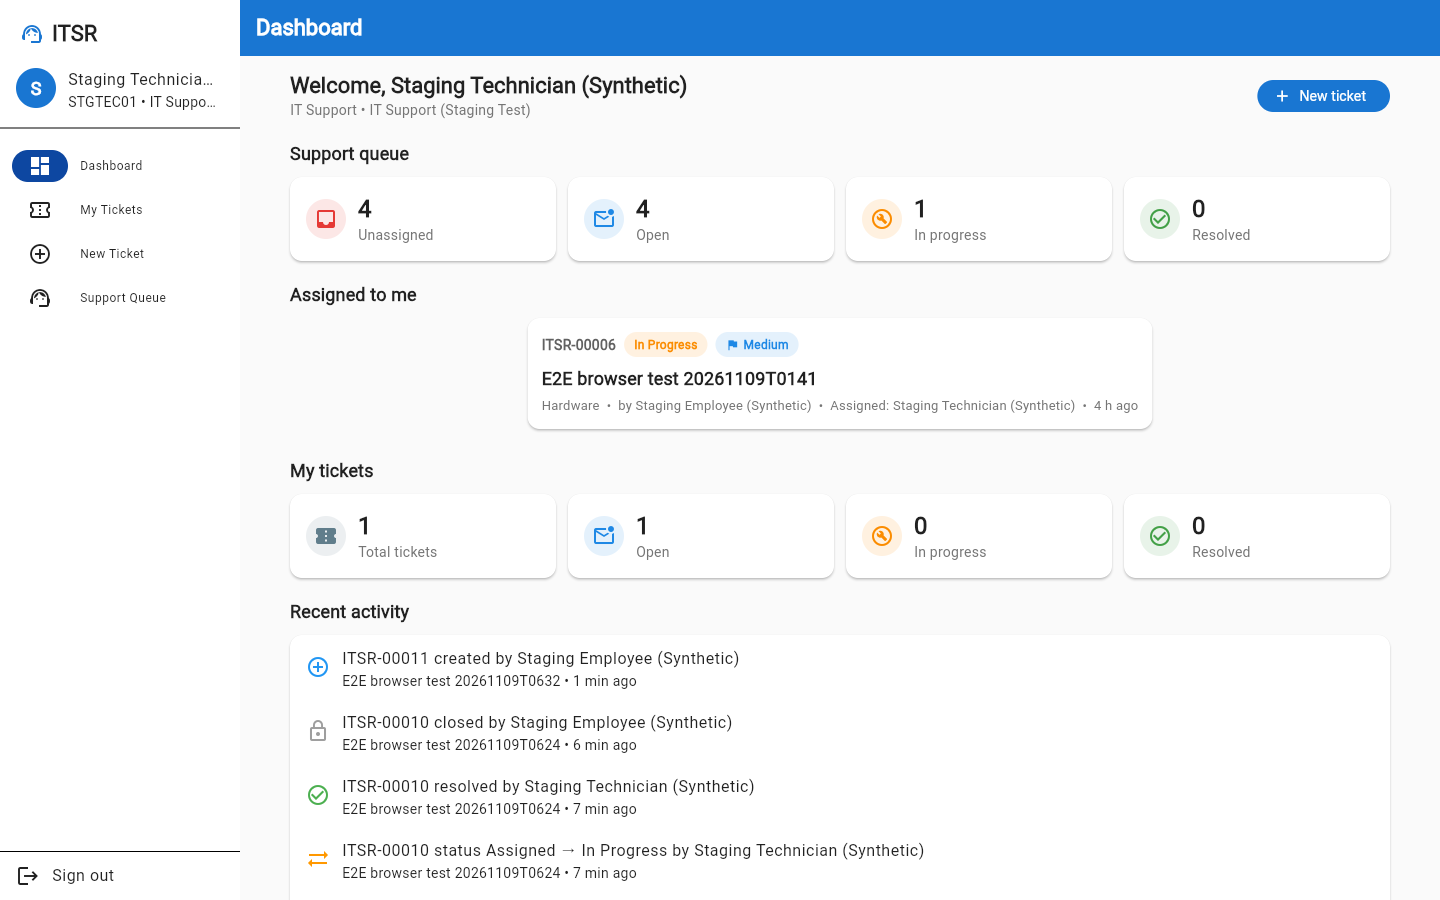 ITSR
Staging Technicia...
STGTEC01 • IT Suppo...
Dashboard
My Tickets
New Ticket
Support Queue
Sign out
Dashboard
Welcome, Staging Technician (Synthetic)
IT Support • IT Support (Staging Test)
New ticket
Support queue
4
Unassigned
4
Open
1
In progress
0
Resolved
Assigned to me
ITSR-00006 In Progress Medium
E2E browser test 20261109T0141
Hardware • by Staging Employee (Synthetic) • Assigned: Staging Technician (Synthetic) • 4 h ago
My tickets
1
Total tickets
1
Open
0
In progress
0
Resolved
Recent activity
ITSR-00011 created by Staging Employee (Synthetic)
E2E browser test 20261109T0632 • 1 min ago
ITSR-00010 closed by Staging Employee (Synthetic)
E2E browser test 20261109T0624 • 6 min ago
ITSR-00010 resolved by Staging Technician (Synthetic)
E2E browser test 20261109T0624 • 7 min ago
ITSR-00010 status Assigned → In Progress by Staging Technician (Synthetic)
E2E browser test 20261109T0624 • 7 min ago